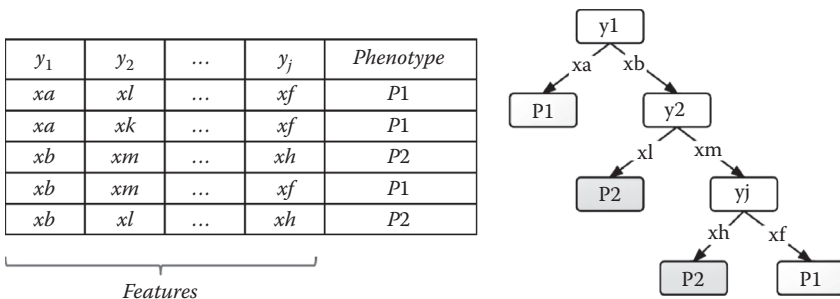 y1 y2 ... yj Phenotype
xa xl ... xf P1
xa xk ... xf P1
xb xm ... xh P2
xb xm ... xf P1
xb xl ... xh P2
Features
y1
xa xb
P1 y2
xl xm
P2 yj
xh xf
P2 P1